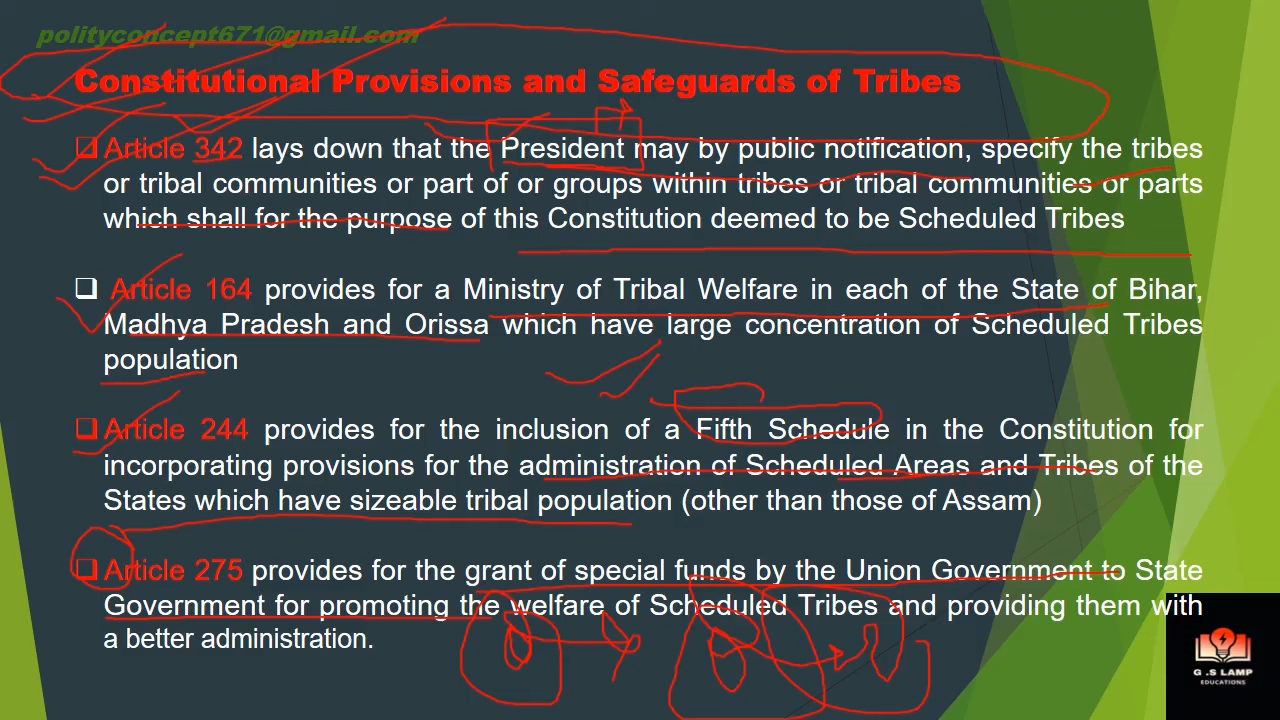 polityconcept671@gmail.com
Constitutional Provisions and Safeguards of Tribes
Article 342 lays down that the President may by public notification, specify the tribes
or tribal communities or part of or groups within tribes or tribal communities or parts
which shall for the purpose of this Constitution deemed to be Scheduled Tribes
Article 164 provides for a Ministry of Tribal Welfare in each of the State of Bihar,
Madhya Pradesh and Orissa which have large concentration of Scheduled Tribes
population
Article 244 provides for the inclusion of a Fifth Schedule in the Constitution for
incorporating provisions for the administration of Scheduled Areas and Tribes of the
States which have sizeable tribal population (other than those of Assam)
Article 275 provides for the grant of special funds by the Union Government to State
Government for promoting the welfare of Scheduled Tribes and providing them with
a better administration.
G .S LAMP
EDUCATIONS